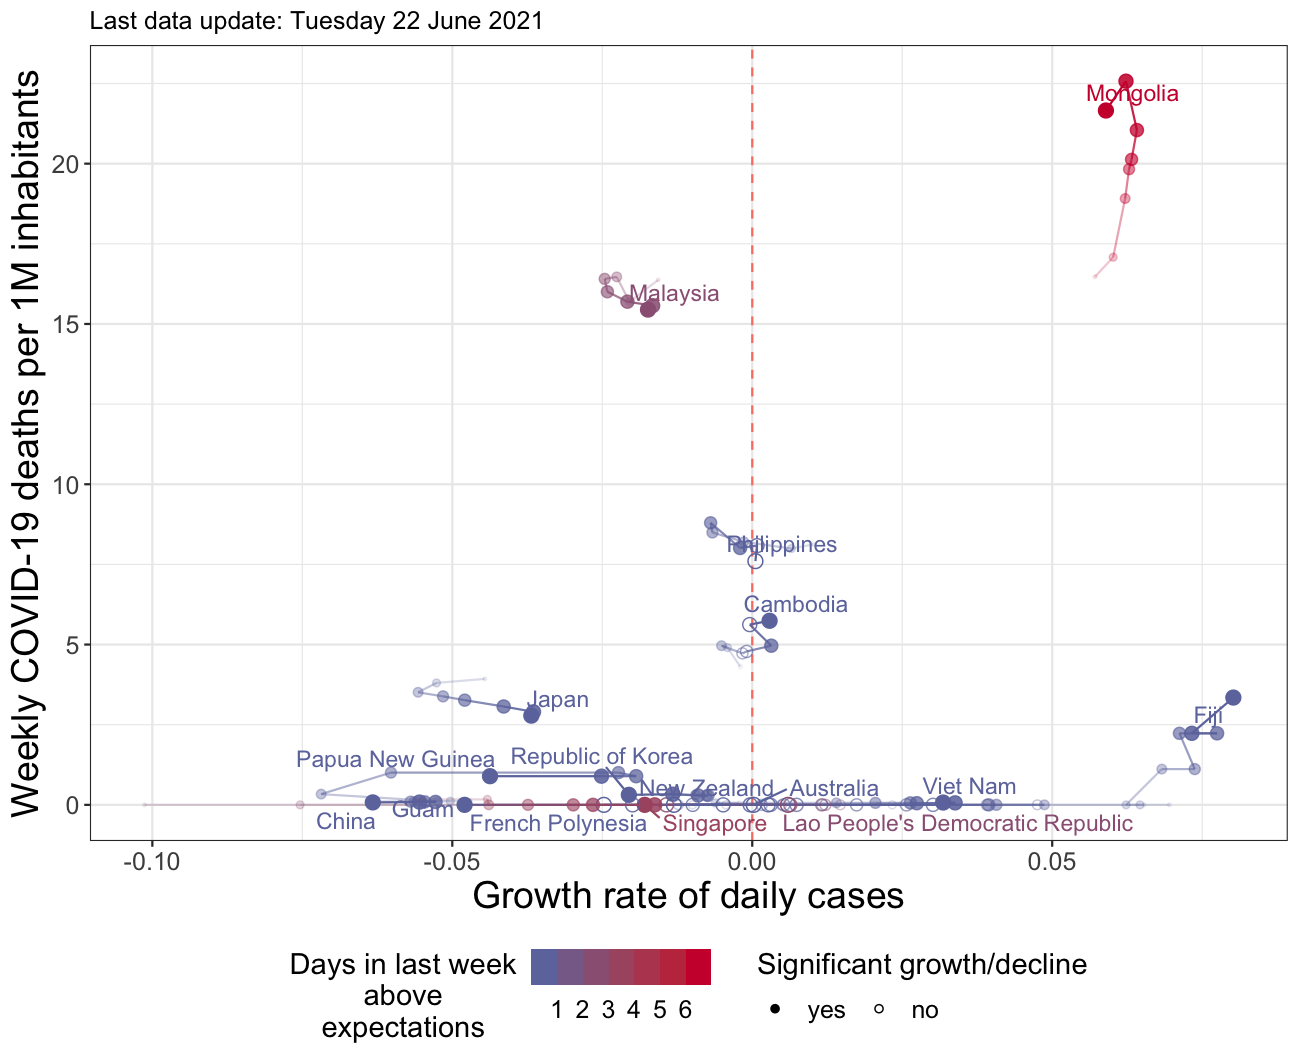 Last data update: Tuesday 22 June 2021
Weekly COVID-19 deaths per 1M inhabitants
20
15
10
5
0
Mongolia
Malaysia
Philippines
Cambodia
Japan
Fiji
Papua New Guinea
Republic of Korea
New Zealand
Australia
Viet Nam
China
Guam
French Polynesia
Singapore
Lao People's Democratic Republic
-0.10
-0.05
0.00
0.05
Growth rate of daily cases
Days in last week
above
expectations
1 2 3 4 5 6
Significant growth/decline
yes
no